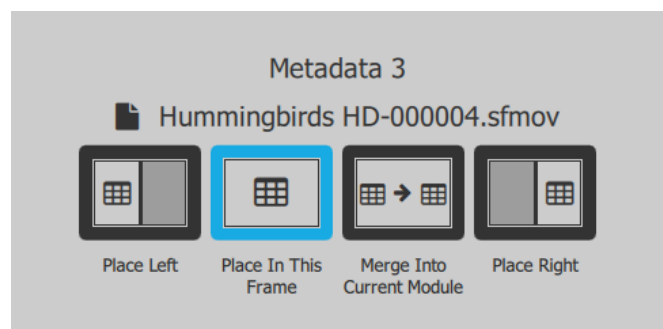 Metadata 3
Hummingbirds HD-000004.sfmov
Place Left
Place In This
Frame
Merge Into
Current Module
Place Right